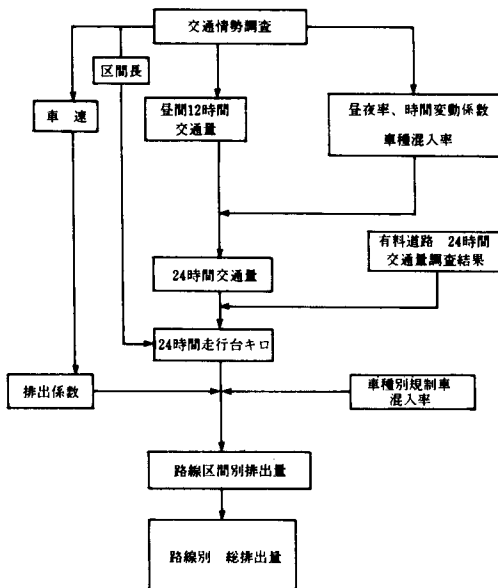 交通情勢調査
区間長
車 速
昼間12時間
交通量
昼夜率、時間変動係数
車種混入率
有料道路 24時間
交通量調査結果
24時間交通量
24時間走行台キロ
排出係数
車種別規制車
混入率
路線区間別排出量
路線別 総排出量